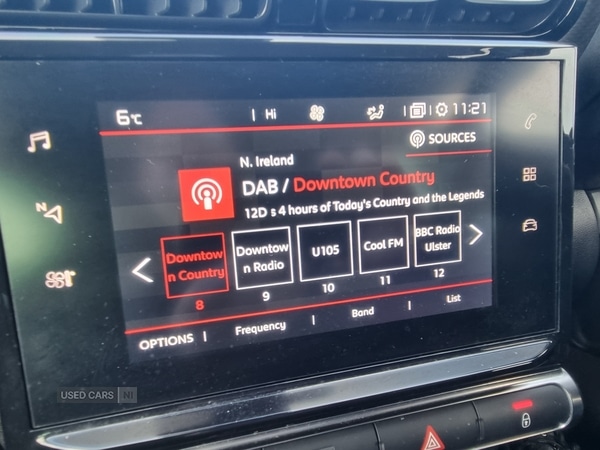 6°C
Hi
11:21
SOURCES
N. Ireland
DAB / Downtown Country
12D s 4 hours of Today's Country and the Legends
Downtow
n Country
Downtow
n Radio
U105
Cool FM
BBC Radio
Ulster
8
9
10
11
12
OPTIONS
Frequency
Band
List
N
USED CARS NI